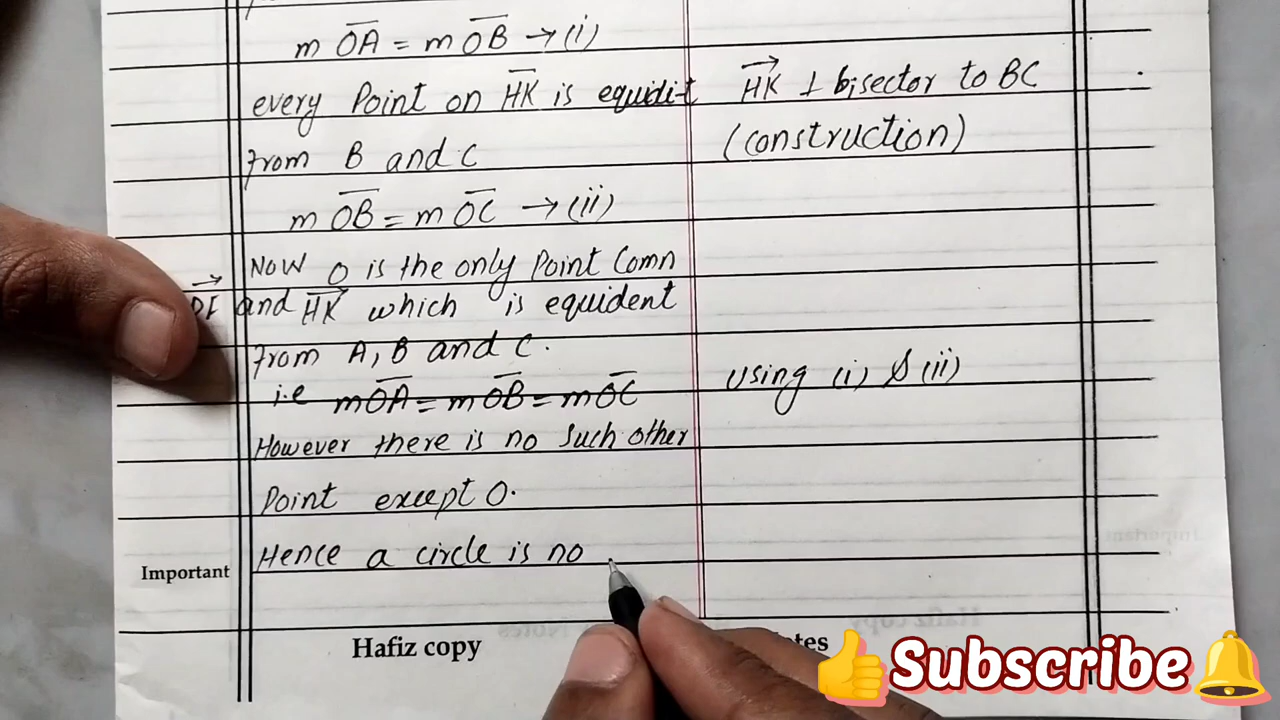 m OA = m OB → (i)
every Point on HK is equidi-t HK ⊥ bisector to BC
from B and C (construction)
m OB = m OC → (ii)
Now O is the only Point Comn
and HK which is equident
from A, B and C.
i.e mOA = mOB = mOC Using (i) & (ii)
However there is no such other
Point except O.
Hence a circle is no
Important
Hafiz copy
Subscribe